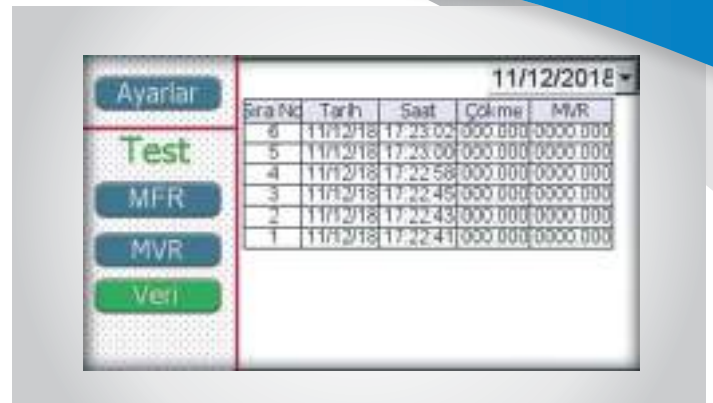 Ayarlar
Test
MFR
MVR
Veri
11/12/2018
Sıra No Tarih Saat Çökme MVR
6 11/12/18 17:23:02 000.000 0000.000
5 11/12/18 17:23:00 000.000 0000.000
4 11/12/18 17:22:58 000.000 0000.000
3 11/12/18 17:22:45 000.000 0000.000
2 11/12/18 17:22:43 000.000 0000.000
1 11/12/18 17:22:41 000.000 0000.000